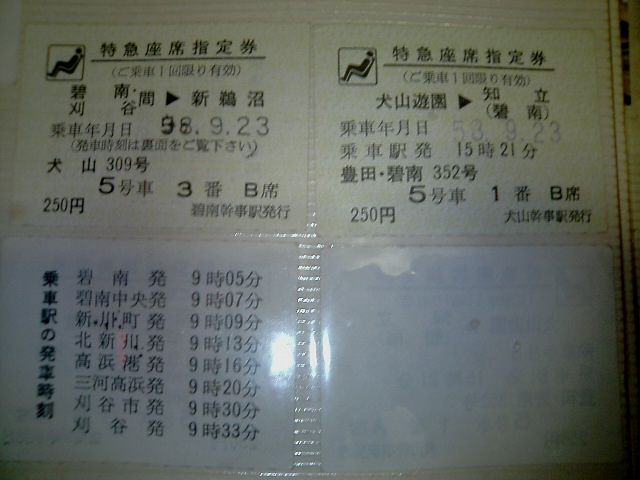 特急座席指定券
(ご乗車1回限り有効)
碧南・刈谷間▶新鵜沼
乗車年月日 58.9.23
(発車時刻は裏面をご覧下さい)
犬山 309号
5号車 3番 B席
250円 碧南幹事駅発行
特急座席指定券
(ご乗車1回限り有効)
犬山遊園▶知立
(碧南)
乗車年月日 53.9.23
乗車駅発 15時21分
豊田・碧南 352号
5号車 1番 B席
250円 犬山幹事駅発行
乗車駅の発車時刻
碧南発 9時05分
碧南中央発 9時07分
新川町発 9時09分
北新川発 9時13分
高浜港発 9時16分
三河高浜発 9時20分
刈谷市発 9時30分
刈谷発 9時33分